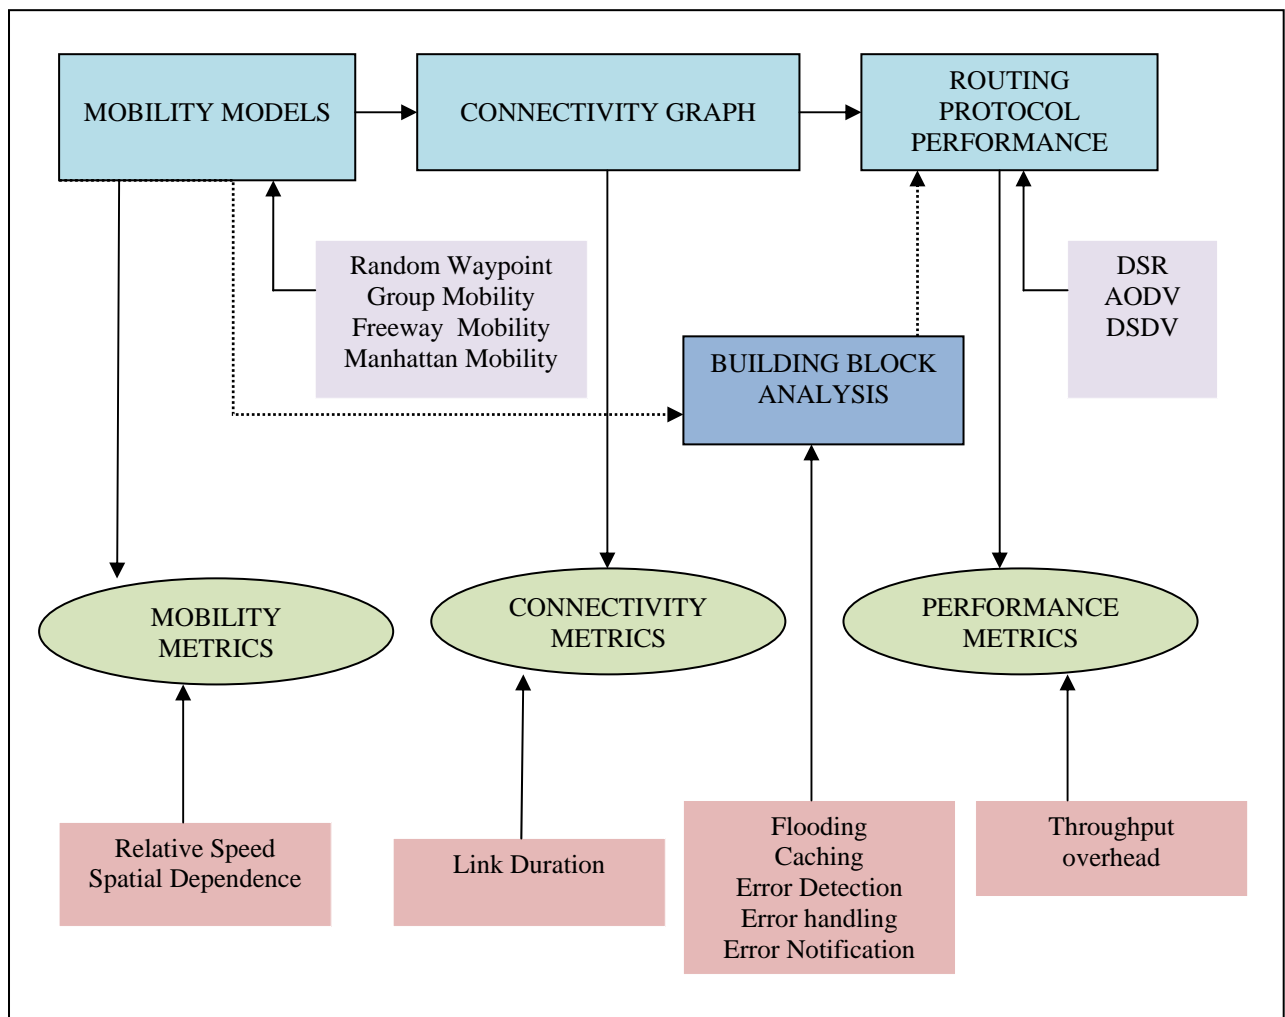 MOBILITY MODELS
CONNECTIVITY GRAPH
ROUTING
PROTOCOL
PERFORMANCE
Random Waypoint
Group Mobility
Freeway Mobility
Manhattan Mobility
DSR
AODV
DSDV
BUILDING BLOCK
ANALYSIS
MOBILITY
METRICS
CONNECTIVITY
METRICS
PERFORMANCE
METRICS
Relative Speed
Spatial Dependence
Link Duration
Flooding
Caching
Error Detection
Error handling
Error Notification
Throughput
overhead